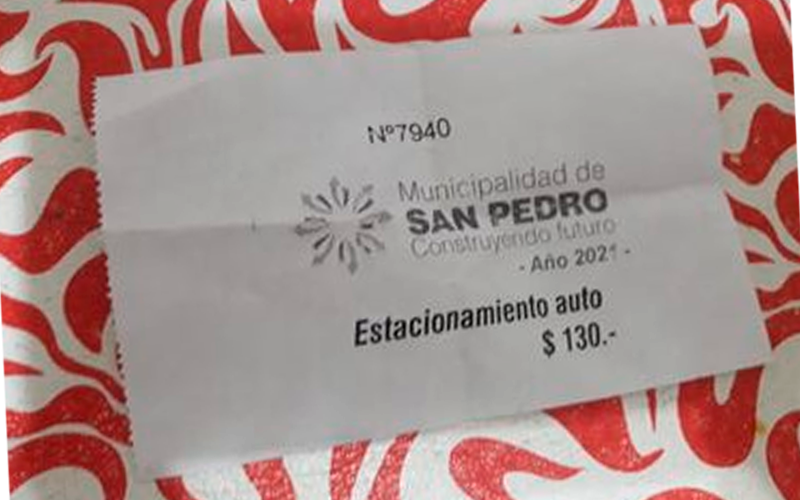 Nº7940
Municipalidad de
SAN PEDRO
Construyendo futuro
- Año 2021 -
Estacionamiento auto
$ 130.-